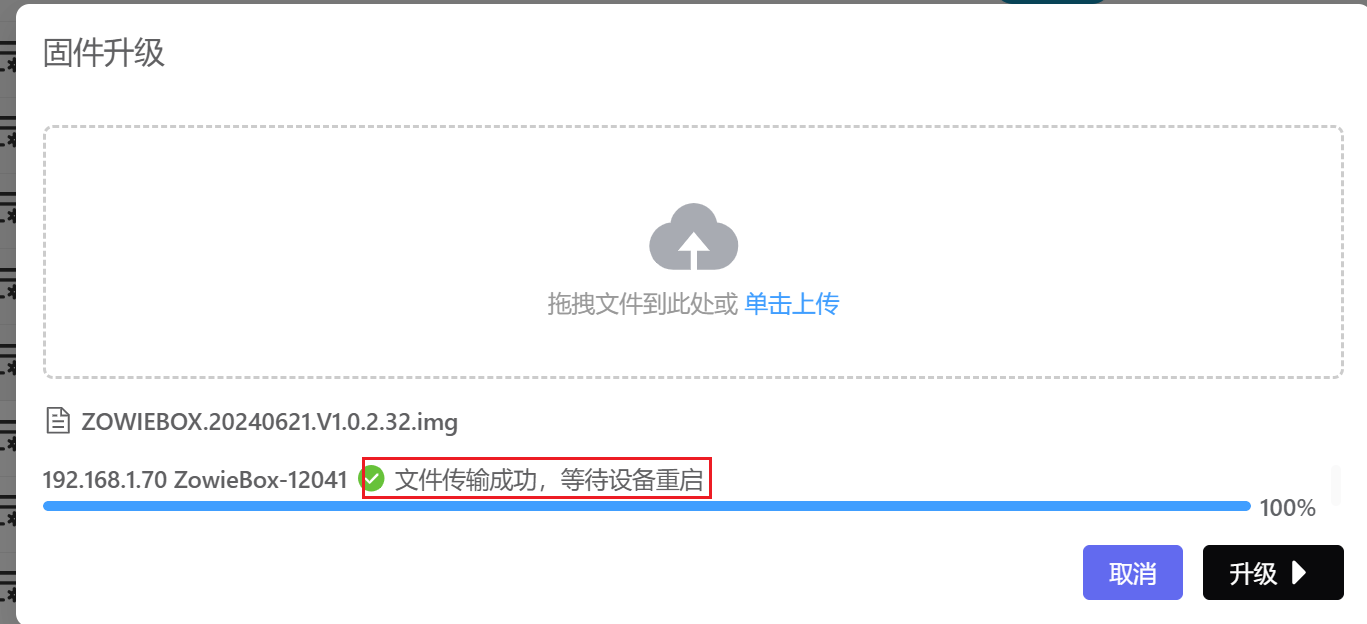 固件升级
拖拽文件到此处或 单击上传
ZOWIEBOX.20240621.V1.0.2.32.img
192.168.1.70 ZowieBox-12041 文件传输成功，等待设备重启
100%
取消 升级